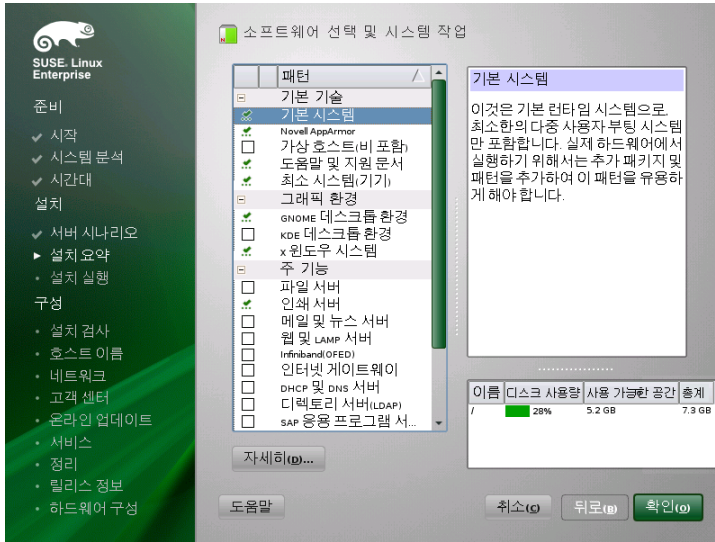 SUSE. Linux
Enterprise
준비
시작
시스템 분석
시간대
설치
서버 시나리오
설치 요약
설치 실행
구성
설치 검사
호스트 이름
네트워크
고객 센터
온라인 업데이트
서비스
정리
릴리스 정보
하드웨어 구성
소프트웨어 선택 및 시스템 작업
패턴
기본 기술
기본 시스템
Novell AppArmor
가상 호스트(비 포함)
도움말 및 지원 문서
최소 시스템(기기)
그래픽 환경
GNOME 데스크톱 환경
KDE 데스크톱 환경
X 윈도우 시스템
주 기능
파일 서버
인쇄 서버
메일 및 뉴스 서버
웹 및 LAMP 서버
Infiniband(OFED)
인터넷 게이트웨이
DHCP 및 DNS 서버
디렉토리 서버(LDAP)
SAP 응용 프로그램 서...
자세히(D)...
기본 시스템
이것은 기본 런타임 시스템으로,
최소한의 다중 사용자 부팅 시스템
만 포함합니다. 실제 하드웨어에서
실행하기 위해서는 추가 패키지 및
패턴을 추가하여 이 패턴을 유용하
게 해야 합니다.
이름 디스크 사용량 사용 가능한 공간 총계
/ 28% 5.2 GB 7.3 GB
도움말
취소(C)
뒤로(B)
확인(O)